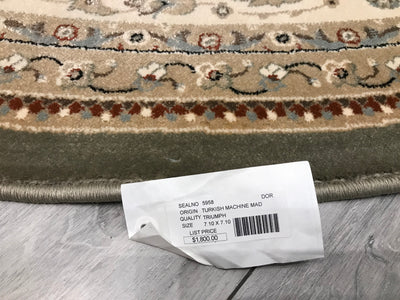 SEALNO 5958 DOR
ORIGIN TURKISH MACHINE MAD
QUALITY TRIUMPH
SIZE 7.10 X 7.10
LIST PRICE
$1,800.00